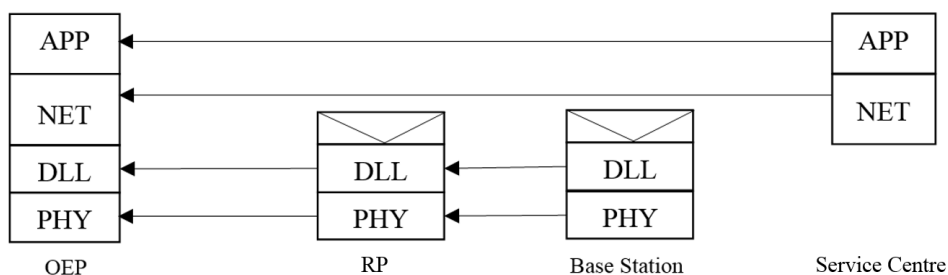 APP
APP
NET
NET
DLL
DLL
DLL
PHY
PHY
PHY
OEP
RP
Base Station
Service Centre